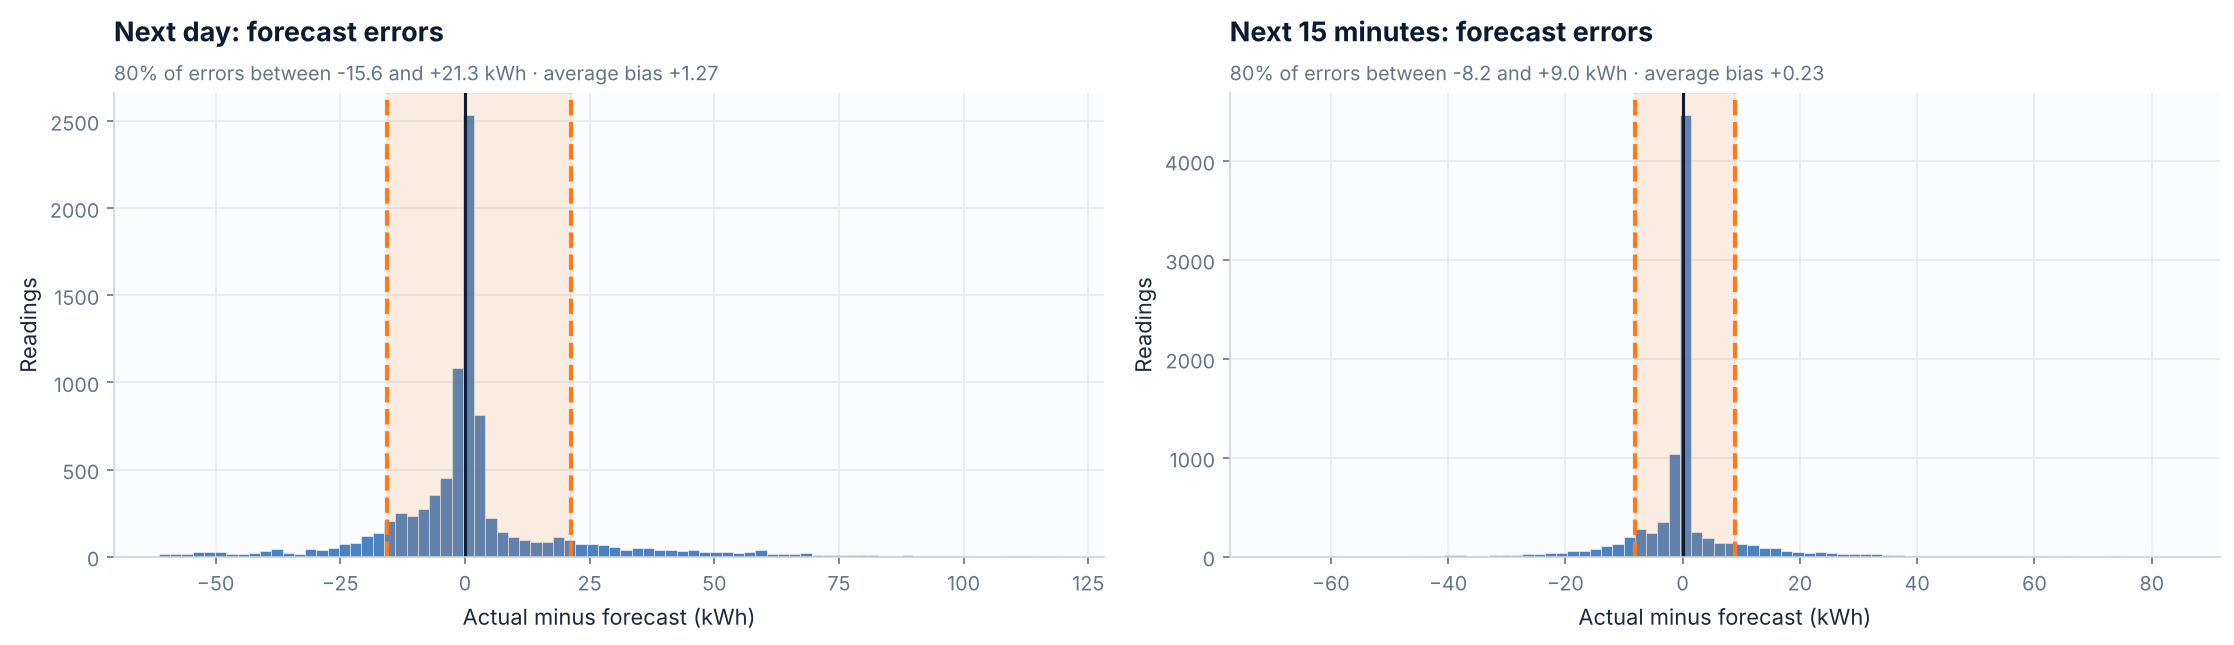 Next day: forecast errors
80% of errors between -15.6 and +21.3 kWh · average bias +1.27
2500
2000
1500
1000
500
0
Readings
−50 −25 0 25 50 75 100 125
Actual minus forecast (kWh)
Next 15 minutes: forecast errors
80% of errors between -8.2 and +9.0 kWh · average bias +0.23
4000
3000
2000
1000
0
Readings
−60 −40 −20 0 20 40 60 80
Actual minus forecast (kWh)